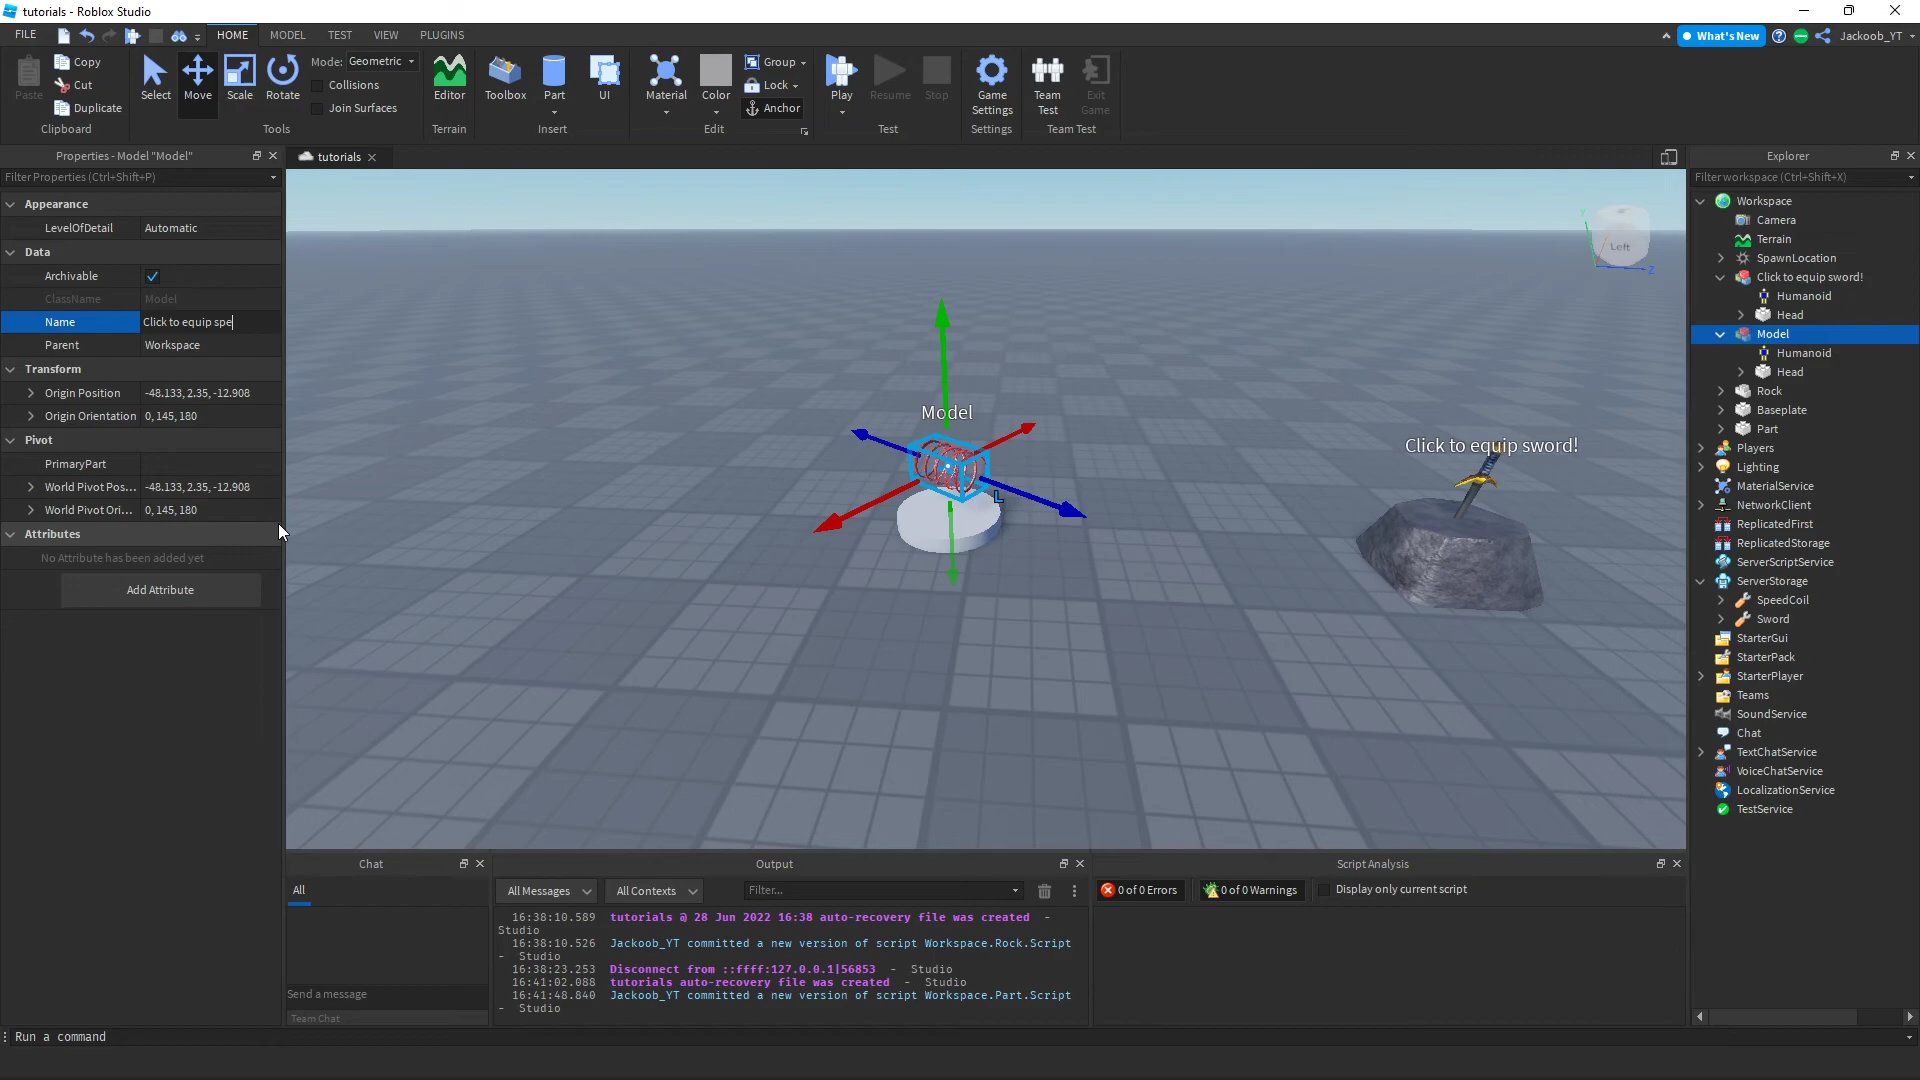 tutorials - Roblox Studio
FILE HOME MODEL TEST VIEW PLUGINS What's New Jackoob_YT
Paste Copy Cut Duplicate Clipboard
Select Move Scale Rotate Mode: Geometric Collisions Join Surfaces Tools
Editor Terrain
Toolbox Part UI Insert
Material Color Group Lock Anchor Edit
Play Resume Stop Test
Game Settings Settings
Team Test Exit Game Team Test
Properties - Model "Model"
Filter Properties (Ctrl+Shift+P)
Appearance
LevelOfDetail Automatic
Data
Archivable
ClassName Model
Name Click to equip spe
Parent Workspace
Transform
Origin Position -48.133, 2.35, -12.908
Origin Orientation 0, 145, 180
Pivot
PrimaryPart
World Pivot Pos... -48.133, 2.35, -12.908
World Pivot Ori... 0, 145, 180
Attributes
No Attribute has been added yet
Add Attribute
tutorials
Y
Left
Z
Model
Click to equip sword!
L
Explorer
Filter workspace (Ctrl+Shift+X)
Workspace
Camera
Terrain
SpawnLocation
Click to equip sword!
Humanoid
Head
Model
Humanoid
Head
Rock
Baseplate
Part
Players
Lighting
MaterialService
NetworkClient
ReplicatedFirst
ReplicatedStorage
ServerScriptService
ServerStorage
SpeedCoil
Sword
StarterGui
StarterPack
StarterPlayer
Teams
SoundService
Chat
TextChatService
VoiceChatService
LocalizationService
TestService
Chat
All
Send a message
Team Chat
Output
All Messages All Contexts Filter...
16:38:10.589 tutorials @ 28 Jun 2022 16:38 auto-recovery file was created -
Studio
16:38:10.526 Jackoob_YT committed a new version of script Workspace.Rock.Script
- Studio
16:38:23.253 Disconnect from ::ffff:127.0.0.1|56853 - Studio
16:41:02.088 tutorials auto-recovery file was created - Studio
16:41:48.840 Jackoob_YT committed a new version of script Workspace.Part.Script
- Studio
Script Analysis
0 of 0 Errors 0 of 0 Warnings Display only current script
Run a command